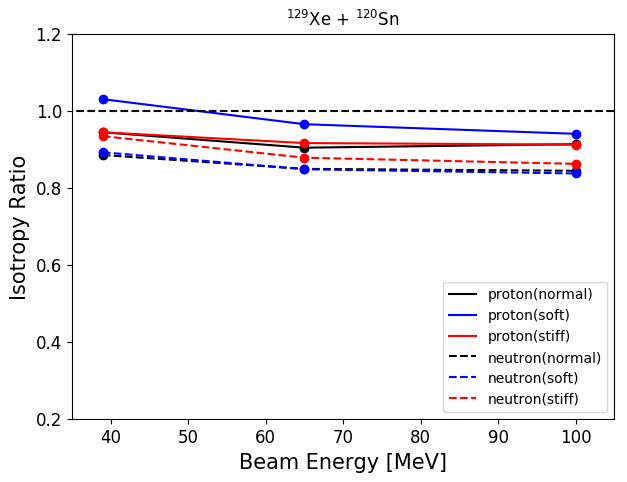 ¹²⁹Xe + ¹²⁰Sn
1.2
1.0
0.8
0.6
0.4
0.2
Isotropy Ratio
40 50 60 70 80 90 100
Beam Energy [MeV]
proton(normal)
proton(soft)
proton(stiff)
neutron(normal)
neutron(soft)
neutron(stiff)